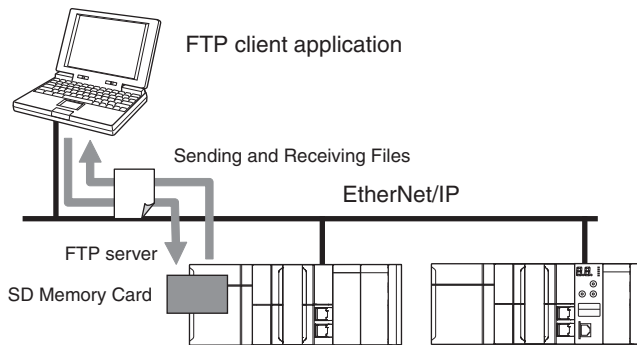 FTP client application
Sending and Receiving Files
EtherNet/IP
FTP server
SD Memory Card